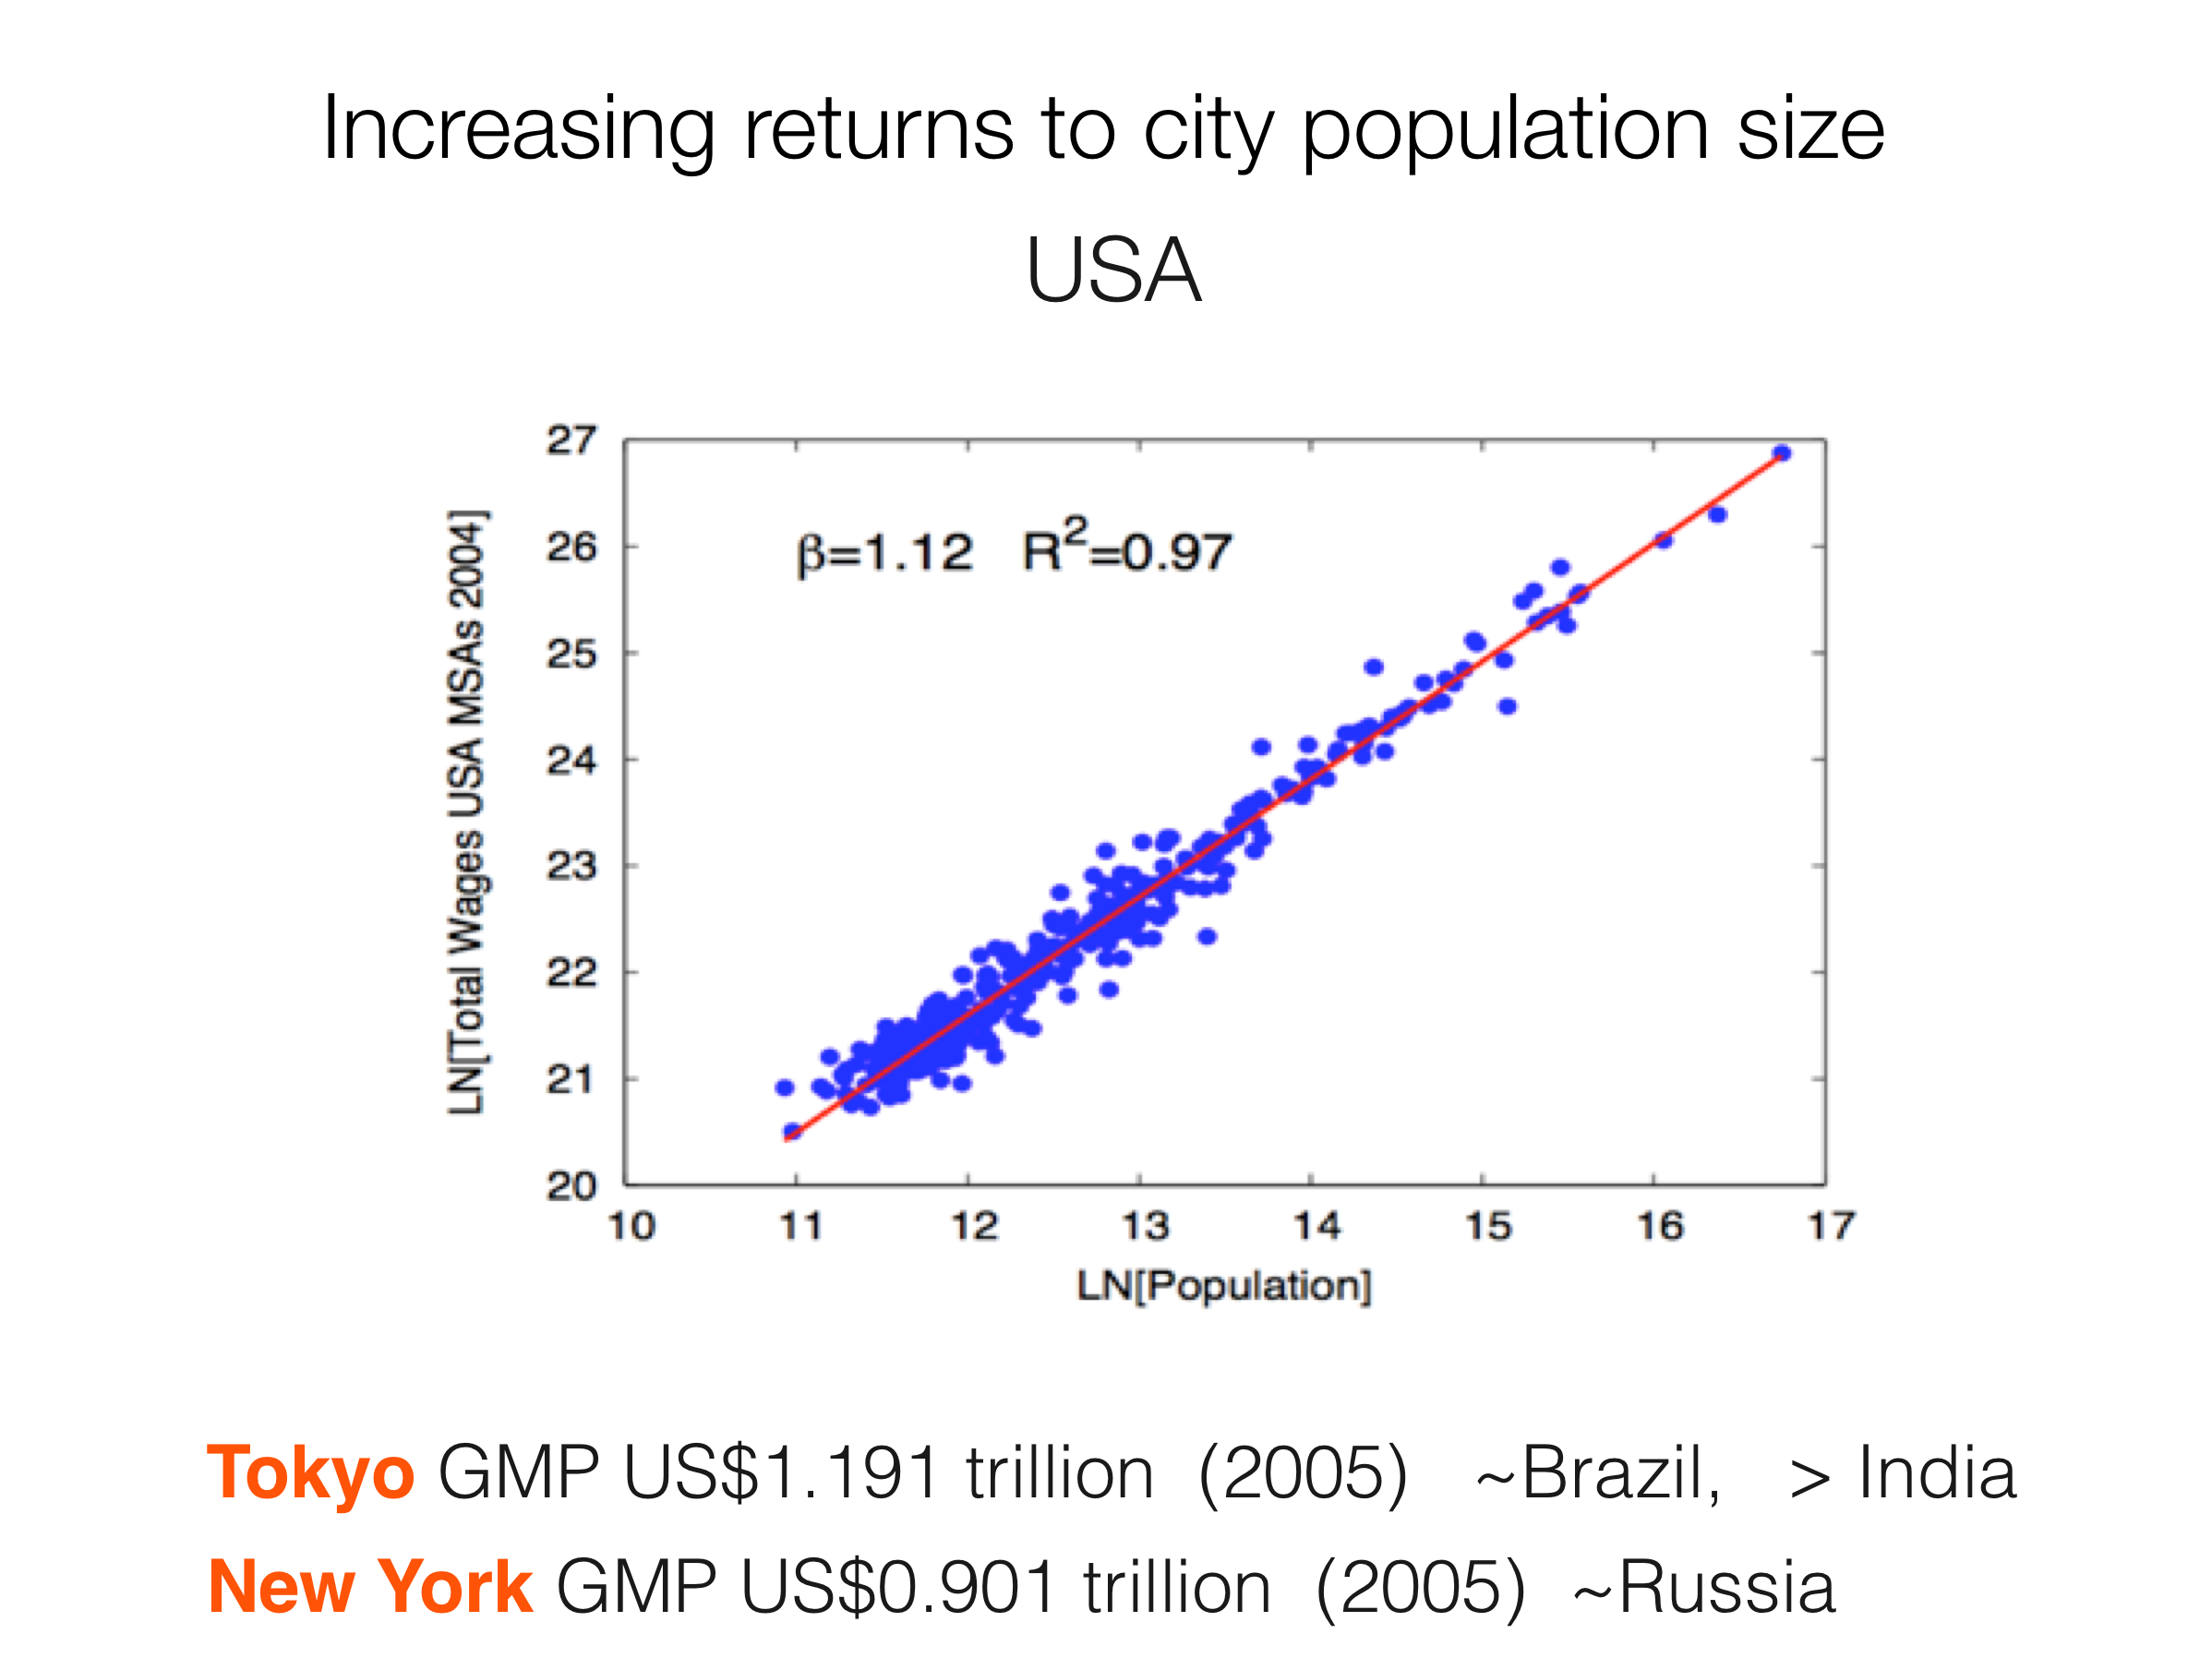 Increasing returns to city population size
USA
27
26
25
24
23
22
21
20
LN[Total Wages USA MSAs 2004]
β=1.12 R²=0.97
10 11 12 13 14 15 16 17
LN[Population]
Tokyo GMP US$1.191 trillion (2005) ~Brazil, > India
New York GMP US$0.901 trillion (2005) ~Russia